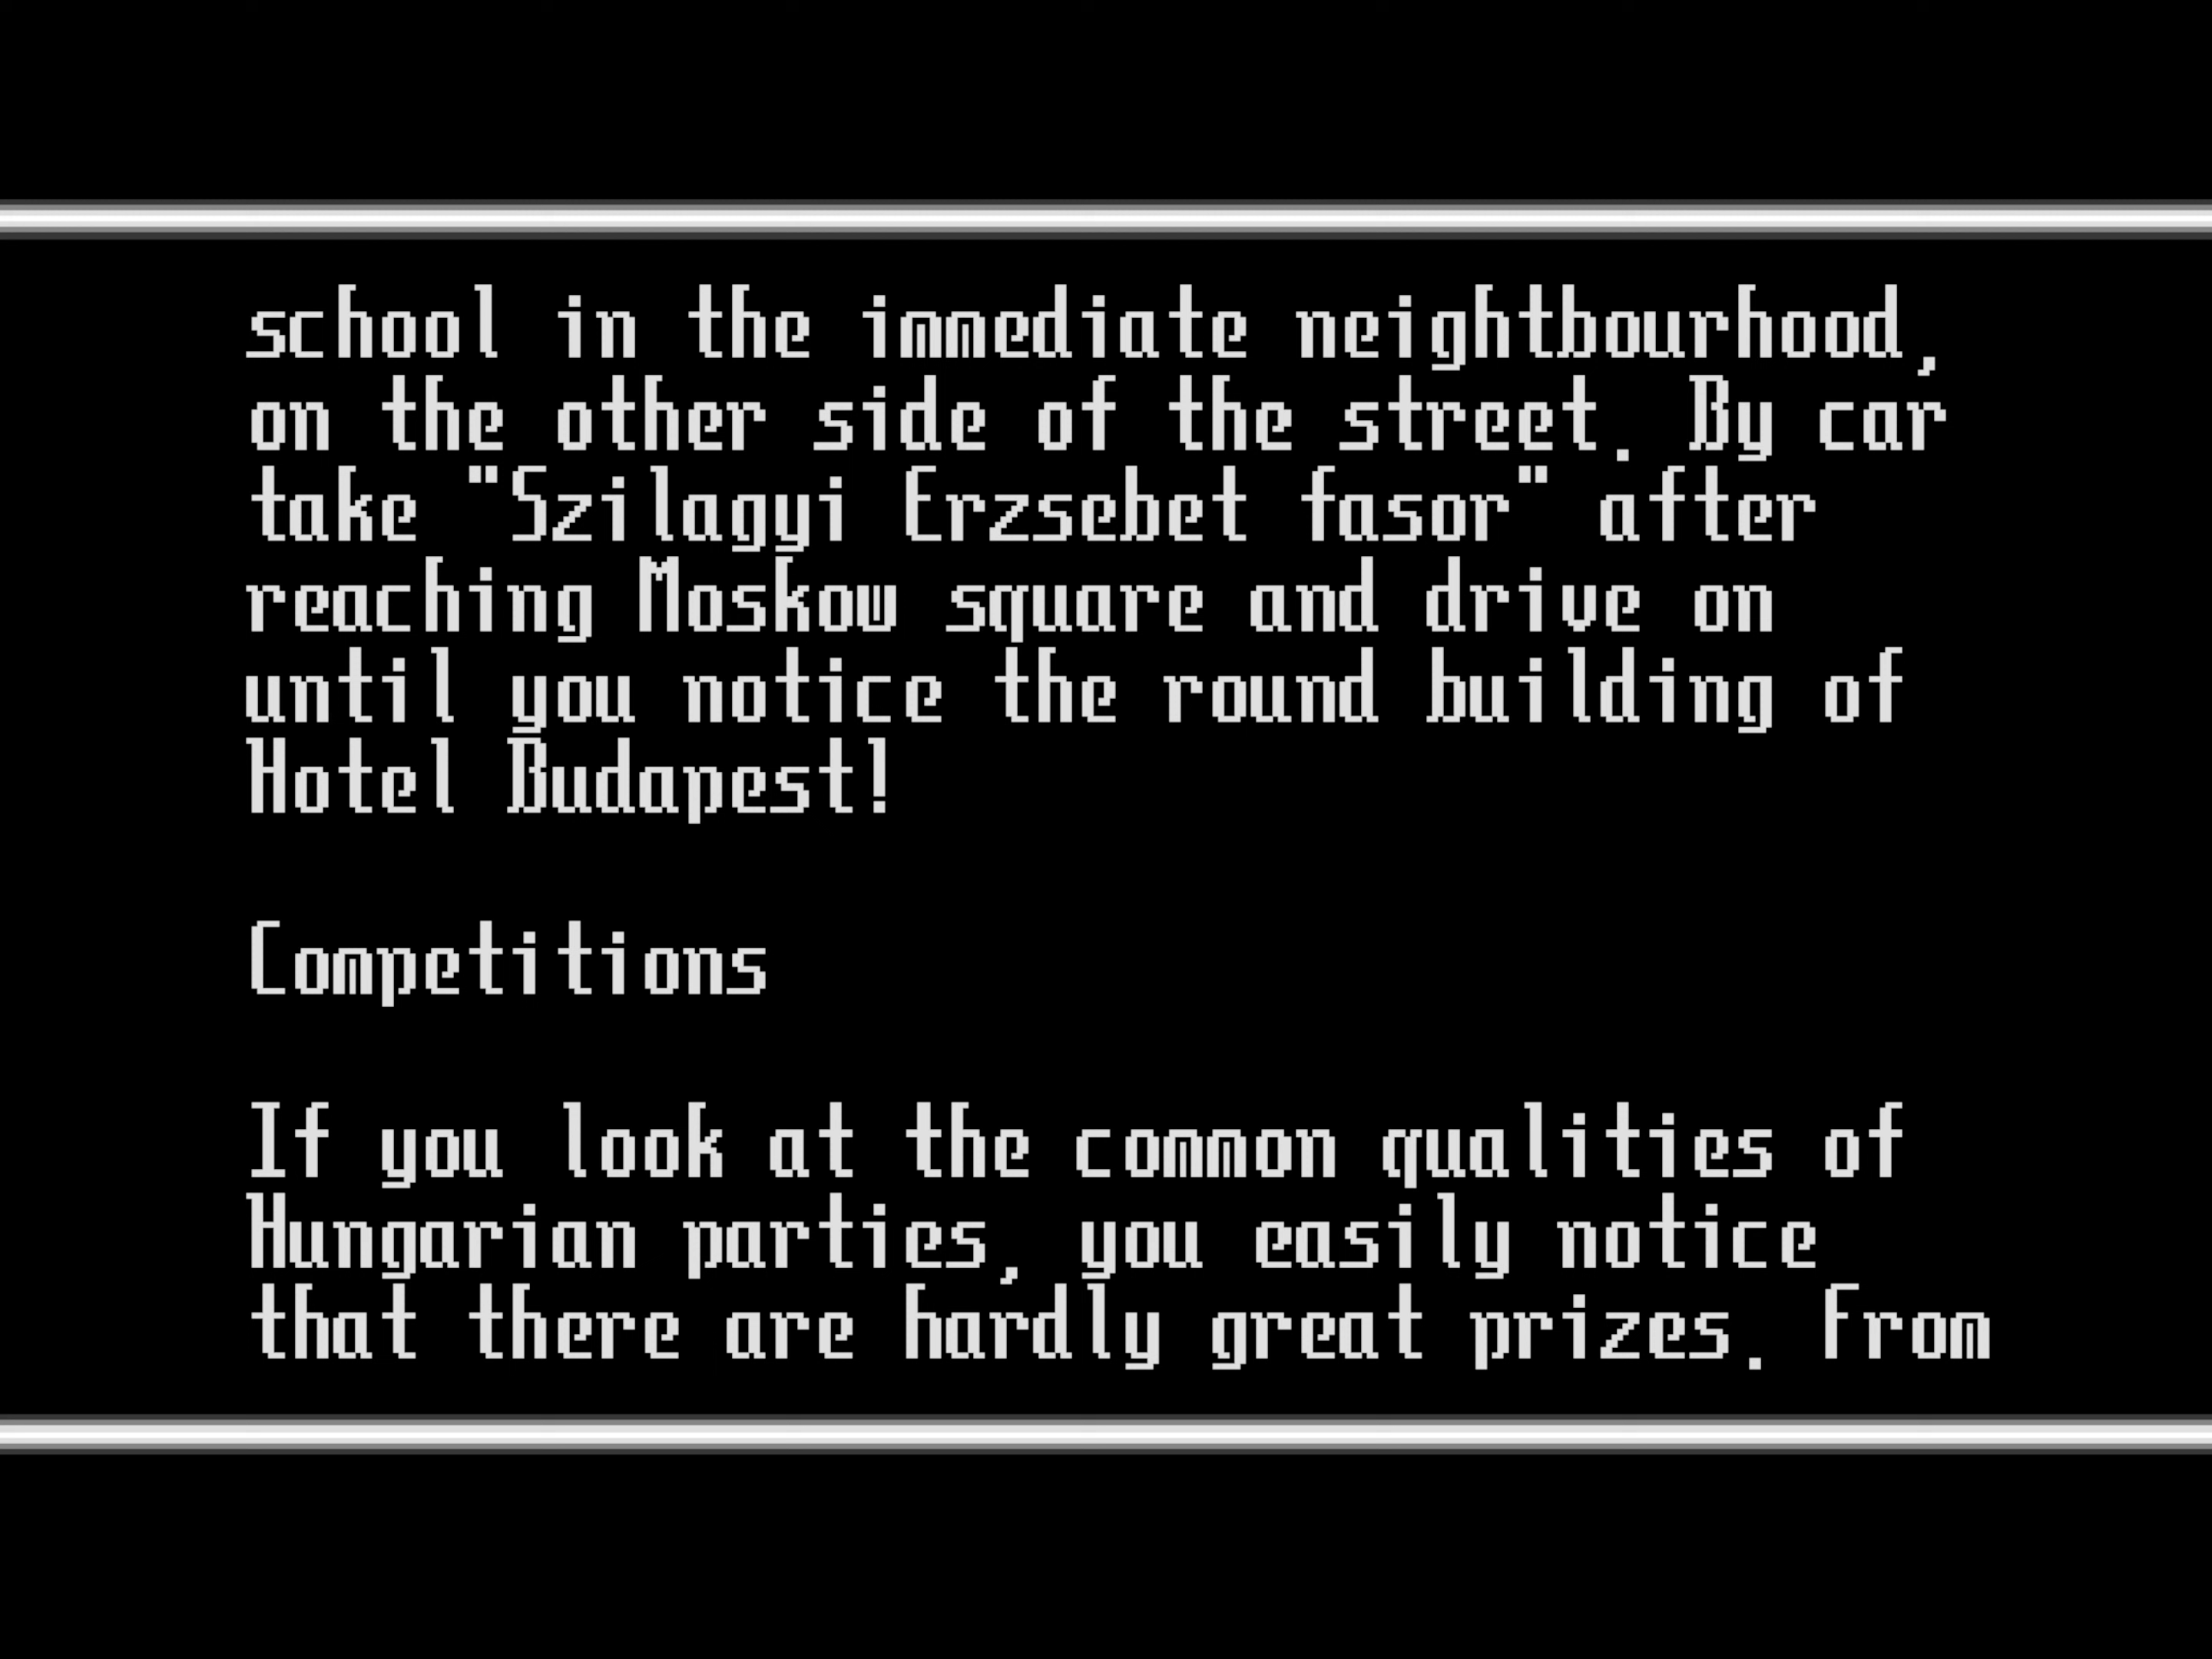 school in the immediate neightbourhood,
on the other side of the street. By car
take "Szilagyi Erzsebet fasor" after
reaching Moskow square and drive on
until you notice the round building of
Hotel Budapest!
Competitions
If you look at the common qualities of
Hungarian parties, you easily notice
that there are hardly great prizes. From